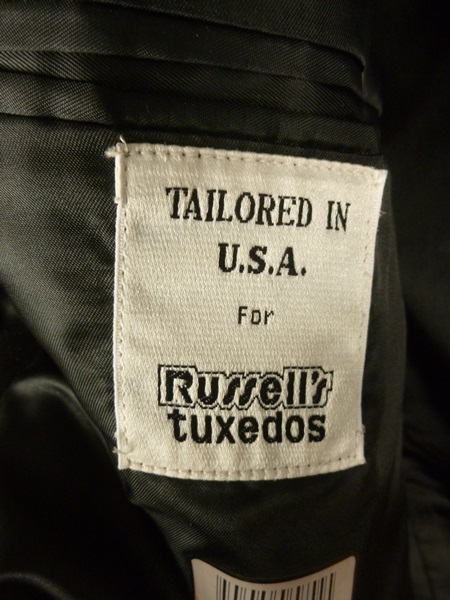 TAILORED IN
U.S.A.
For
Russell's
tuxedos